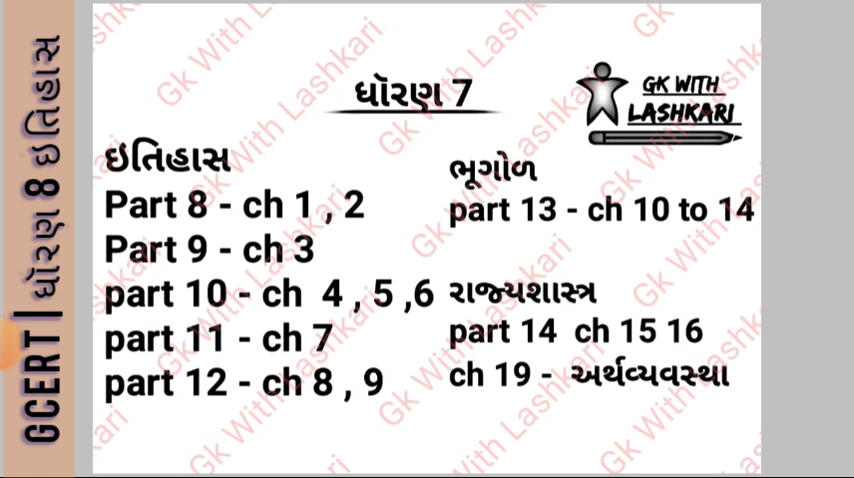 GCERT | ધોરણ 8 ઇતિહાસ
ધોરણ 7
GK WITH
LASHKARI
ઇતિહાસ
Part 8 - ch 1 , 2
Part 9 - ch 3
part 10 - ch 4 , 5 ,6
part 11 - ch 7
part 12 - ch 8 , 9
ભૂગોળ
part 13 - ch 10 to 14
રાજ્યશાસ્ત્ર
part 14 ch 15 16
ch 19 - અર્થવ્યવસ્થા
Gk With Lashkari